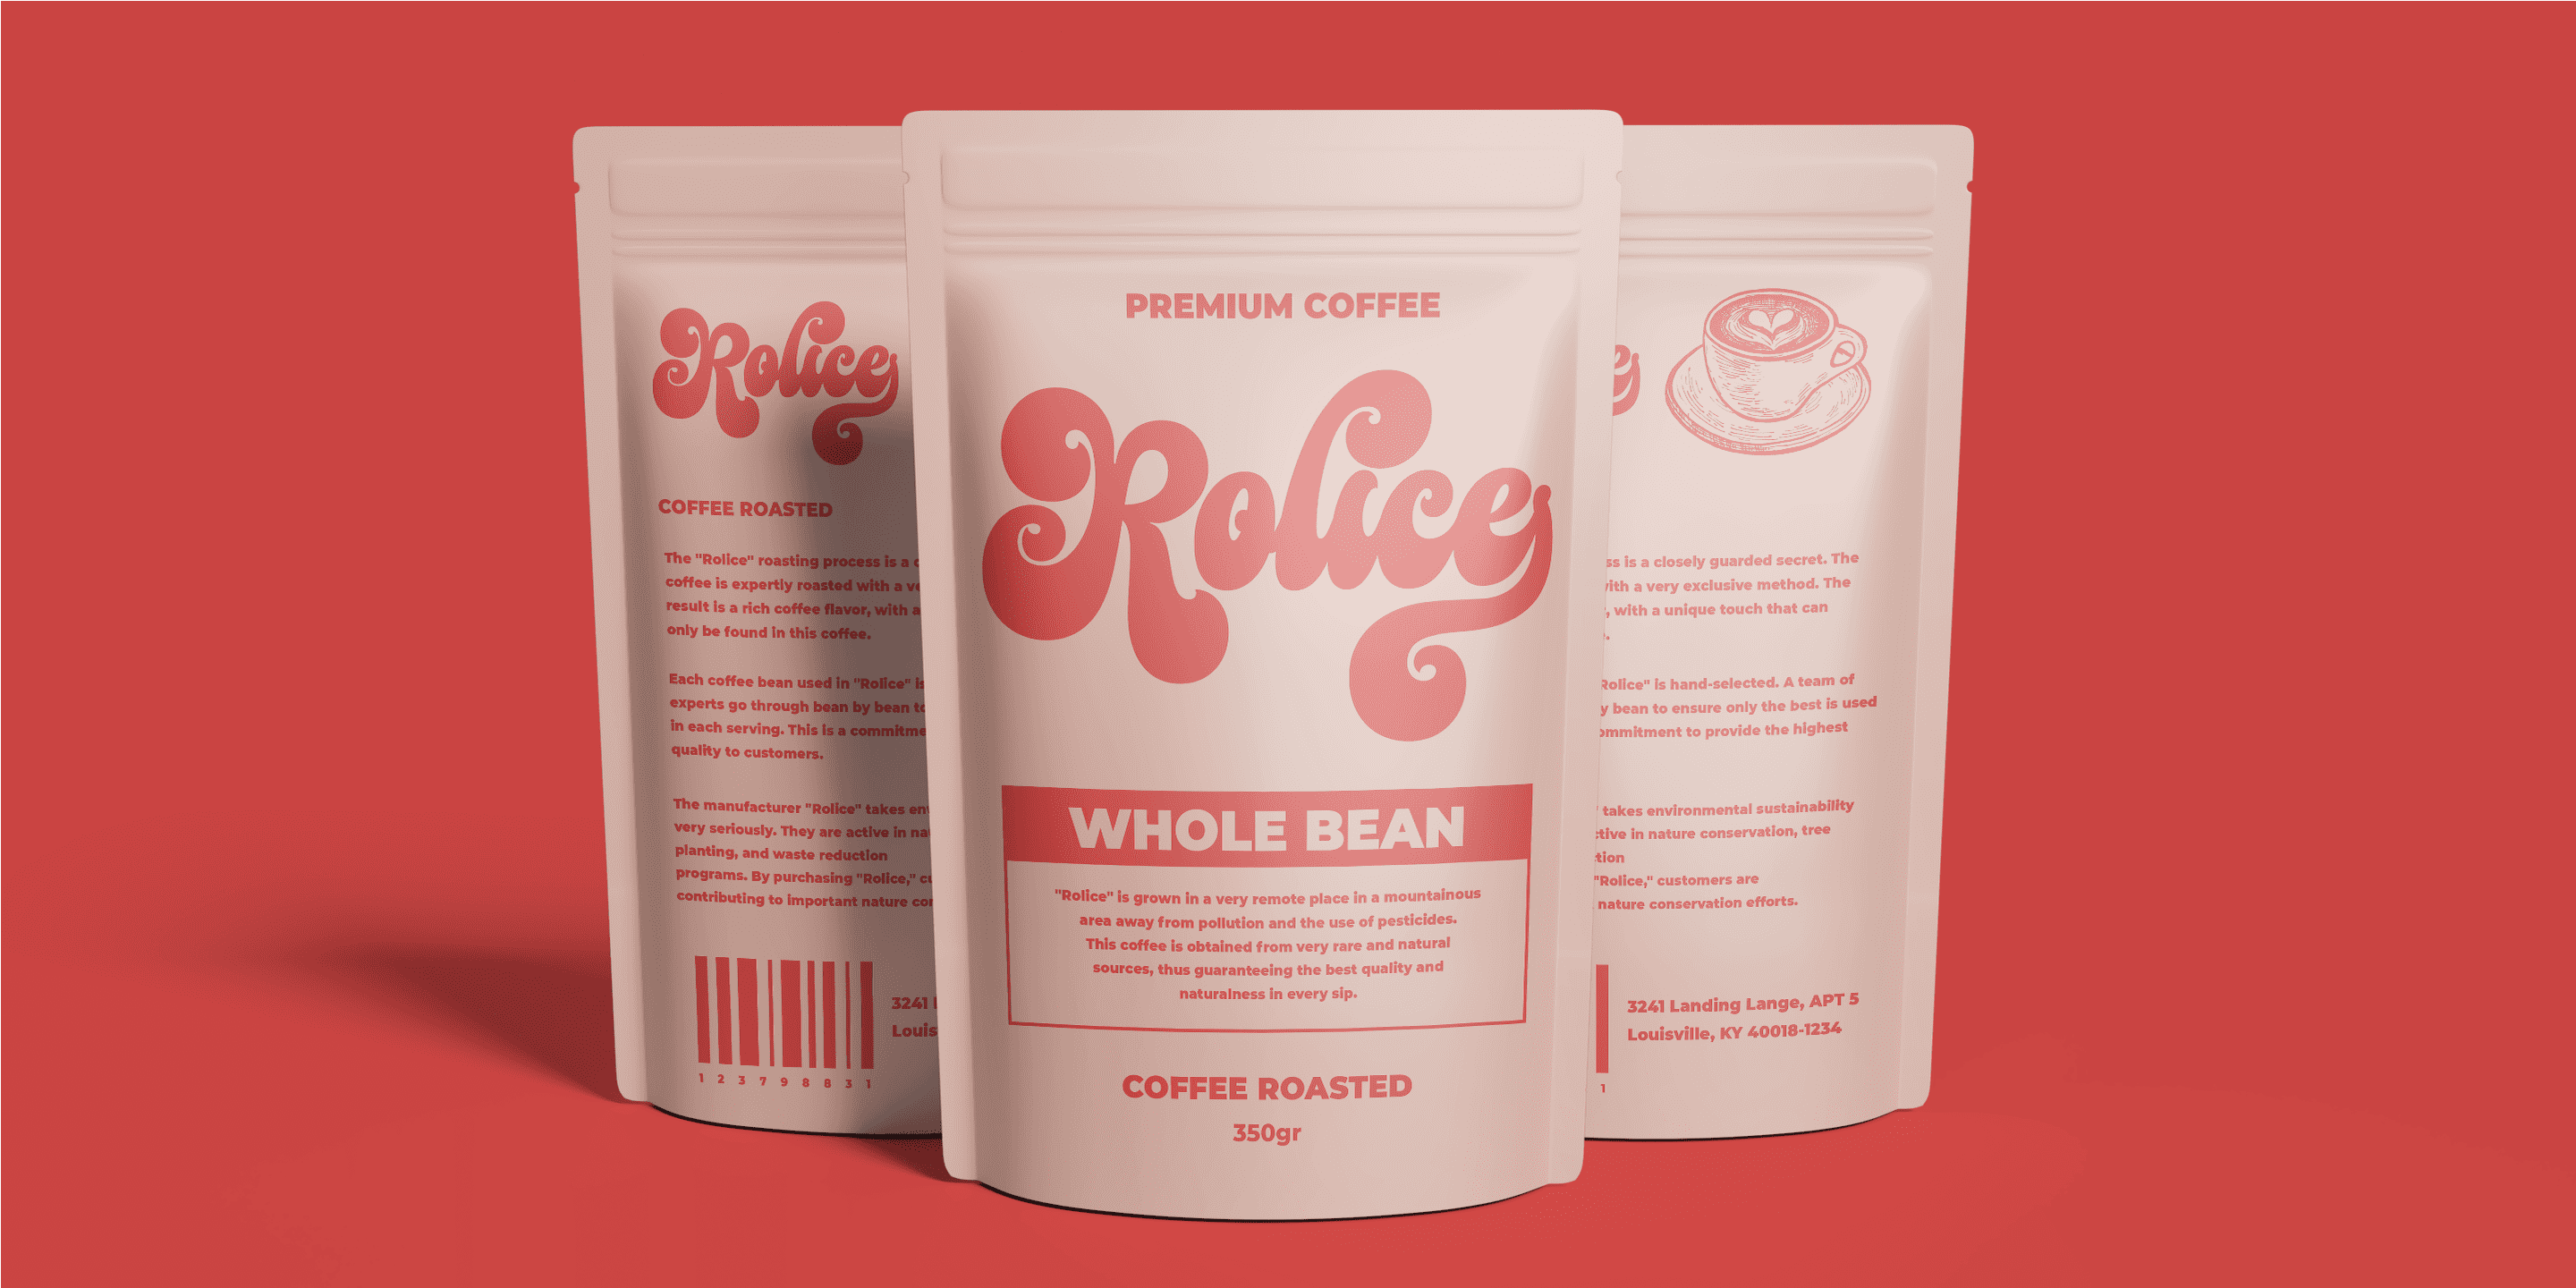 Rolice
COFFEE ROASTED
The "Rolice" roasting process is a
coffee is expertly roasted with a
result is a rich coffee flavor, with a
only be found in this coffee.
Each coffee bean used in "Rolice"
experts go through bean by bean
in each serving. This is a
quality to customers.
The manufacturer "Rolice" takes
very seriously. They are active in
planting, and waste reduction
programs. By purchasing "Rolice,"
contributing to important nature
1 2 3 7 9 8 8 3 1
3241
Louis
PREMIUM COFFEE
Rolice
WHOLE BEAN
"Rolice" is grown in a very remote place in a mountainous
area away from pollution and the use of pesticides.
This coffee is obtained from very rare and natural
sources, thus guaranteeing the best quality and
naturalness in every sip.
COFFEE ROASTED
350gr
is a closely guarded secret. The
with a very exclusive method. The
, with a unique touch that can
Rolice" is hand-selected. A team of
bean to ensure only the best is used
commitment to provide the highest
takes environmental sustainability
in nature conservation, tree
"Rolice," customers are
nature conservation efforts.
1
3241 Landing Lange, APT 5
Louisville, KY 40018-1234